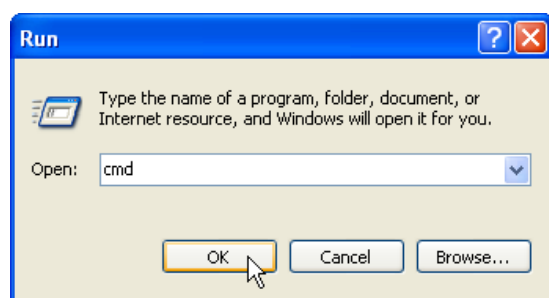 Run
Type the name of a program, folder, document, or
Internet resource, and Windows will open it for you.
Open: cmd
OK Cancel Browse...